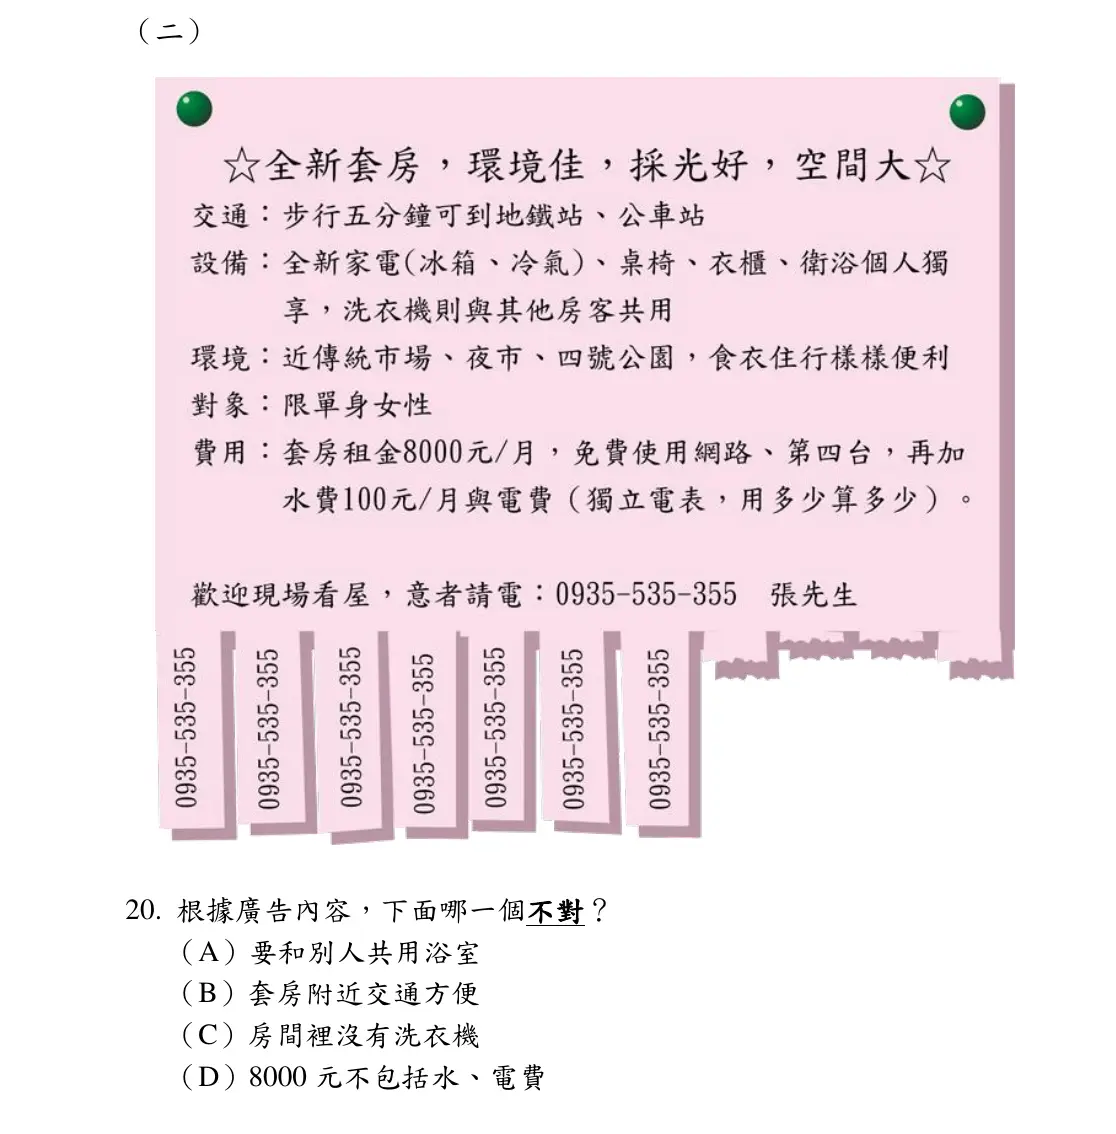 （二）
☆全新套房，環境佳，採光好，空間大☆
交通：步行五分鐘可到地鐵站、公車站
設備：全新家電(冰箱、冷氣)、桌椅、衣櫃、衛浴個人獨
享，洗衣機則與其他房客共用
環境：近傳統市場、夜市、四號公園，食衣住行樣樣便利
對象：限單身女性
費用：套房租金8000元/月，免費使用網路、第四台，再加
水費100元/月與電費（獨立電表，用多少算多少）。
歡迎現場看屋，意者請電：0935-535-355 張先生
0935-535-355
0935-535-355
0935-535-355
0935-535-355
0935-535-355
0935-535-355
0935-535-355
20. 根據廣告內容，下面哪一個不對？
（A）要和別人共用浴室
（B）套房附近交通方便
（C）房間裡沒有洗衣機
（D）8000 元不包括水、電費